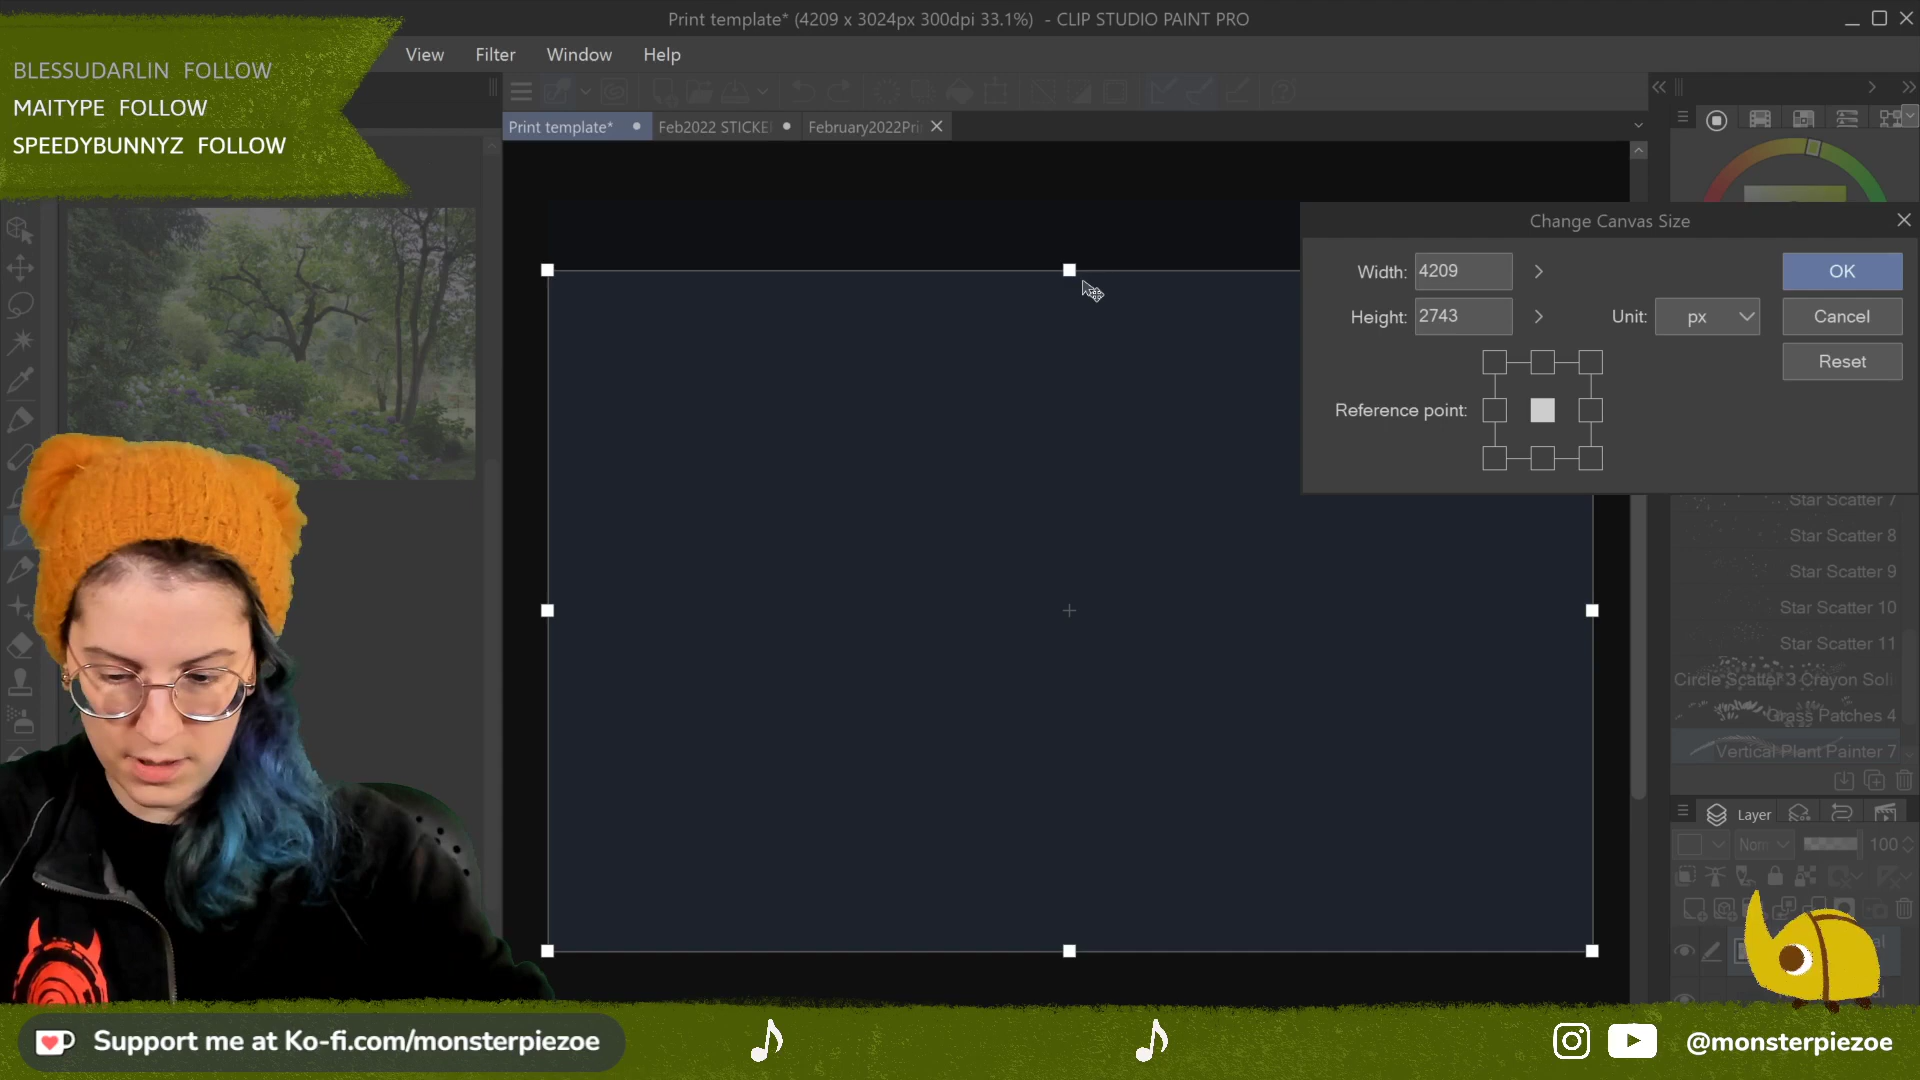 Print template* (4209 x 3024px 300dpi 33.1%) - CLIP STUDIO PAINT PRO
BLESSUDARLIN FOLLOW
MAITYPE FOLLOW
SPEEDYBUNNYZ FOLLOW
View Filter Window Help
Print template* Feb2022 STICKE February2022Pri
Change Canvas Size
Width: 4209 OK
Height: 2743 Unit: px Cancel
Reset
Reference point:
Star Scatter 7
Star Scatter 8
Star Scatter 9
Star Scatter 10
Star Scatter 11
Circle Scatter 3 Crayon Soli
Grass Patches 4
Vertical Plant Painter 7
Layer
Nor 100
Support me at Ko-fi.com/monsterpiezoe
@monsterpiezoe